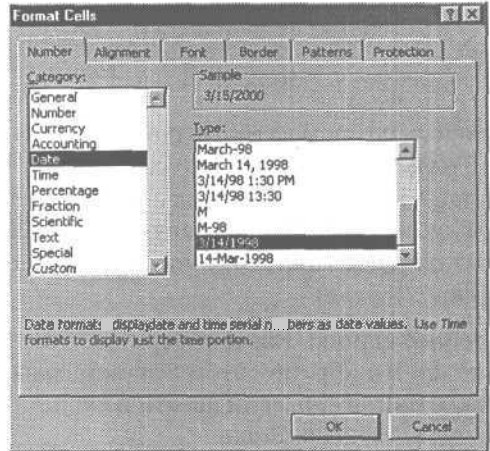 Format Cells
Number Alignment Font Border Patterns Protection
Category:
General
Number
Currency
Accounting
Date
Time
Percentage
Fraction
Scientific
Text
Special
Custom
Sample
3/15/2000
Type:
March-98
March 14, 1998
3/14/98 1:30 PM
3/14/98 13:30
M
M-98
3/14/1998
14-Mar-1998
Date formats displaydate and time serial n...bers as date values. Use Time
formats to display just the time portion.
OK Cancel